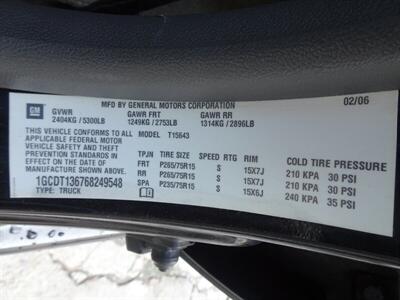 MFD BY GENERAL MOTORS CORPORATION
02/06
GM
GVWR GAWR FRT GAWR RR
2404KG / 5300LB 1249KG / 2753LB 1314KG / 2896LB
THIS VEHICLE CONFORMS TO ALL MODEL T15643
APPLICABLE FEDERAL MOTOR
VEHICLE SAFETY AND THEFT
PREVENTION STANDARDS IN
EFFECT ON THE DATE OF
MANUFACTURE SHOWN ABOVE.
1GCDT136768249548
TYPE: TRUCK
TPJN TIRE SIZE SPEED RTG RIM COLD TIRE PRESSURE
FRT P265/75R15 S 15X7J 210 KPA 30 PSI
RR P265/75R15 S 15X7J 210 KPA 30 PSI
SPA P235/75R15 S 15X6J 240 KPA 35 PSI